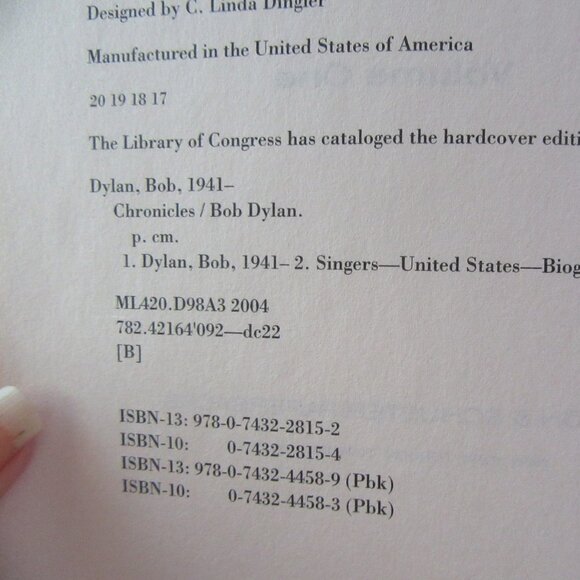 Designed by C. Linda Dingler
Manufactured in the United States of America
20 19 18 17
The Library of Congress has cataloged the hardcover editi
Dylan, Bob, 1941–
Chronicles / Bob Dylan.
p. cm.
1. Dylan, Bob, 1941– 2. Singers—United States—Biog
ML420.D98A3 2004
782.42164'092—dc22
[B]
ISBN-13: 978-0-7432-2815-2
ISBN-10: 0-7432-2815-4
ISBN-13: 978-0-7432-4458-9 (Pbk)
ISBN-10: 0-7432-4458-3 (Pbk)